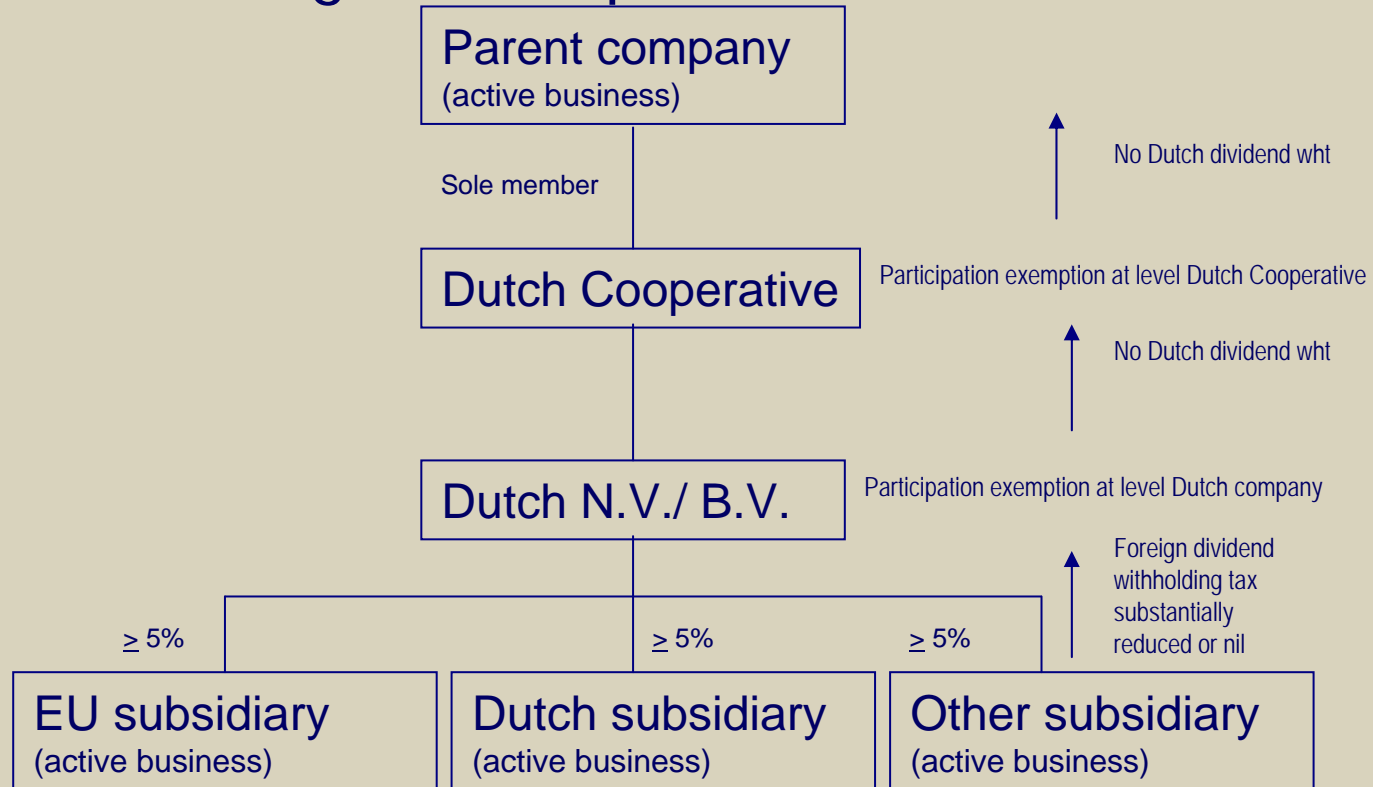 Parent company
(active business)
No Dutch dividend wht
Sole member
Dutch Cooperative
Participation exemption at level Dutch Cooperative
No Dutch dividend wht
Dutch N.V./ B.V.
Participation exemption at level Dutch company
Foreign dividend
withholding tax
substantially
reduced or nil
≥ 5%
≥ 5%
≥ 5%
EU subsidiary
(active business)
Dutch subsidiary
(active business)
Other subsidiary
(active business)